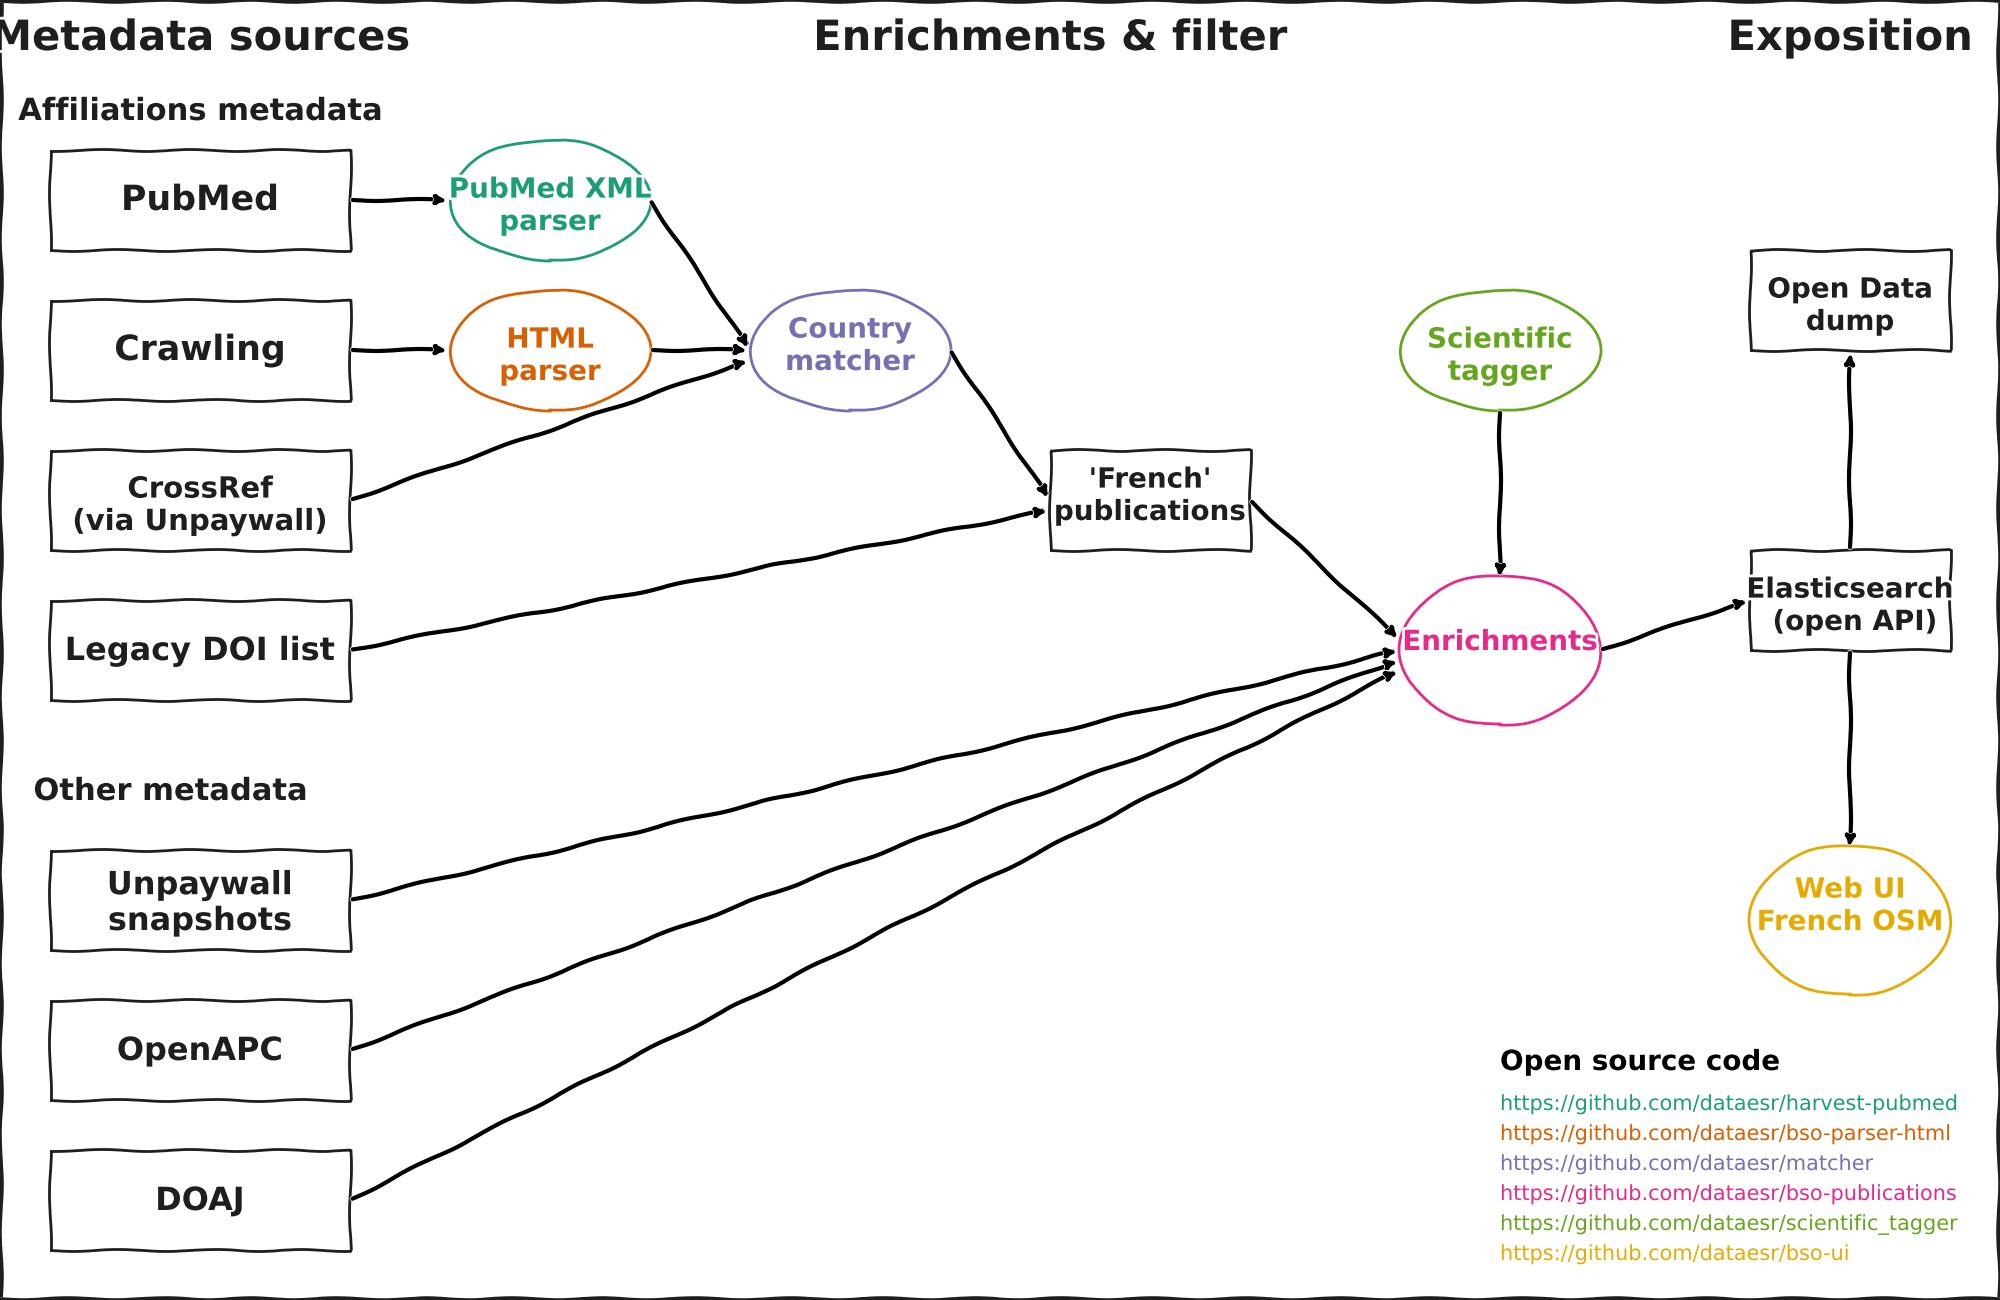 Metadata sources
Enrichments & filter
Exposition
Affiliations metadata
PubMed
PubMed XML
parser
Crawling
HTML
parser
Country
matcher
Scientific
tagger
Open Data
dump
CrossRef
(via Unpaywall)
'French'
publications
Legacy DOI list
Enrichments
Elasticsearch
(open API)
Other metadata
Unpaywall
snapshots
Web UI
French OSM
OpenAPC
DOAJ
Open source code
https://github.com/dataesr/harvest-pubmed
https://github.com/dataesr/bso-parser-html
https://github.com/dataesr/matcher
https://github.com/dataesr/bso-publications
https://github.com/dataesr/scientific_tagger
https://github.com/dataesr/bso-ui